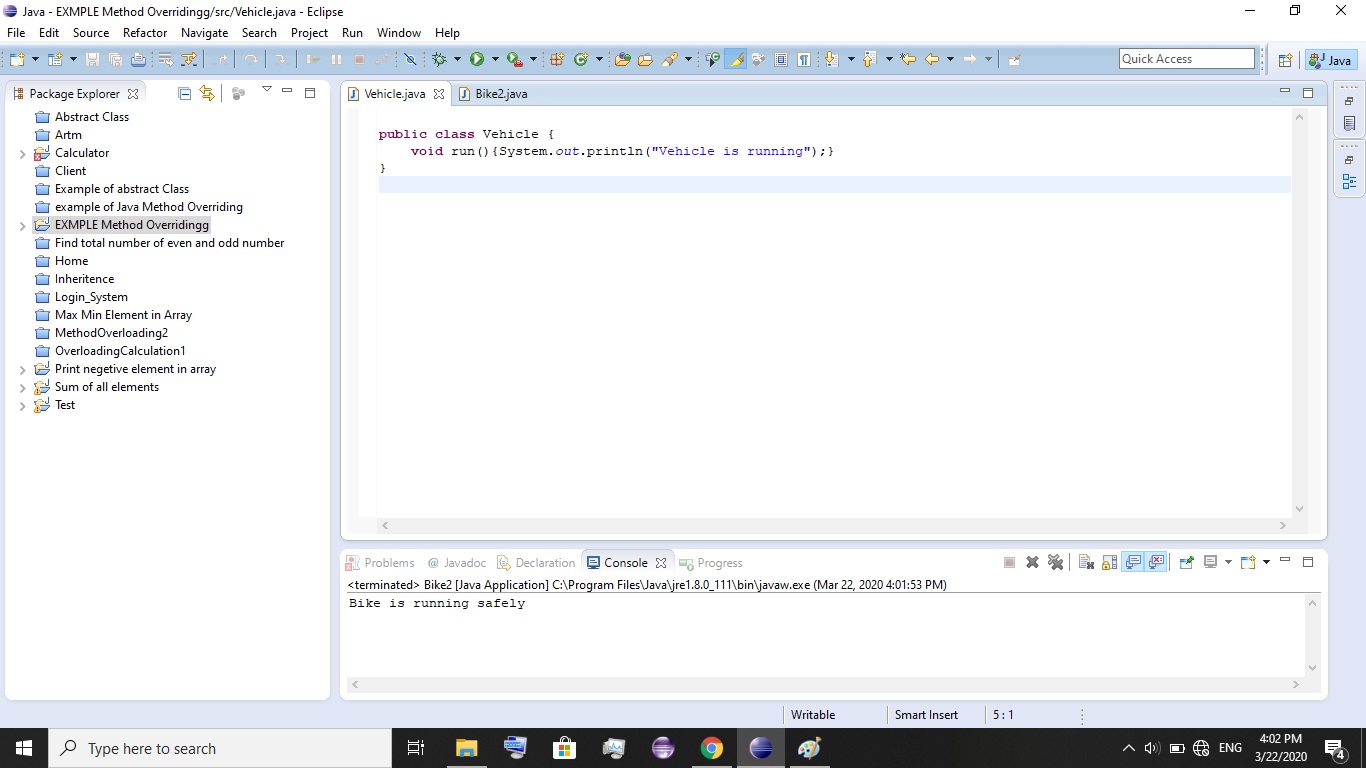 Java - EXMPLE Method Overridingg/src/Vehicle.java - Eclipse
File Edit Source Refactor Navigate Search Project Run Window Help
Quick Access
Java
Package Explorer
Abstract Class
Artm
Calculator
Client
Example of abstract Class
example of Java Method Overriding
EXMPLE Method Overridingg
Find total number of even and odd number
Home
Inheritence
Login_System
Max Min Element in Array
MethodOverloading2
OverloadingCalculation1
Print negetive element in array
Sum of all elements
Test
Vehicle.java Bike2.java
public class Vehicle {
void run(){System.out.println("Vehicle is running");}
}
Problems @ Javadoc Declaration Console Progress
<terminated> Bike2 [Java Application] C:\Program Files\Java\jre1.8.0_111\bin\javaw.exe (Mar 22, 2020 4:01:53 PM)
Bike is running safely
Writable Smart Insert 5 : 1
Type here to search
ENG
4:02 PM
3/22/2020
4